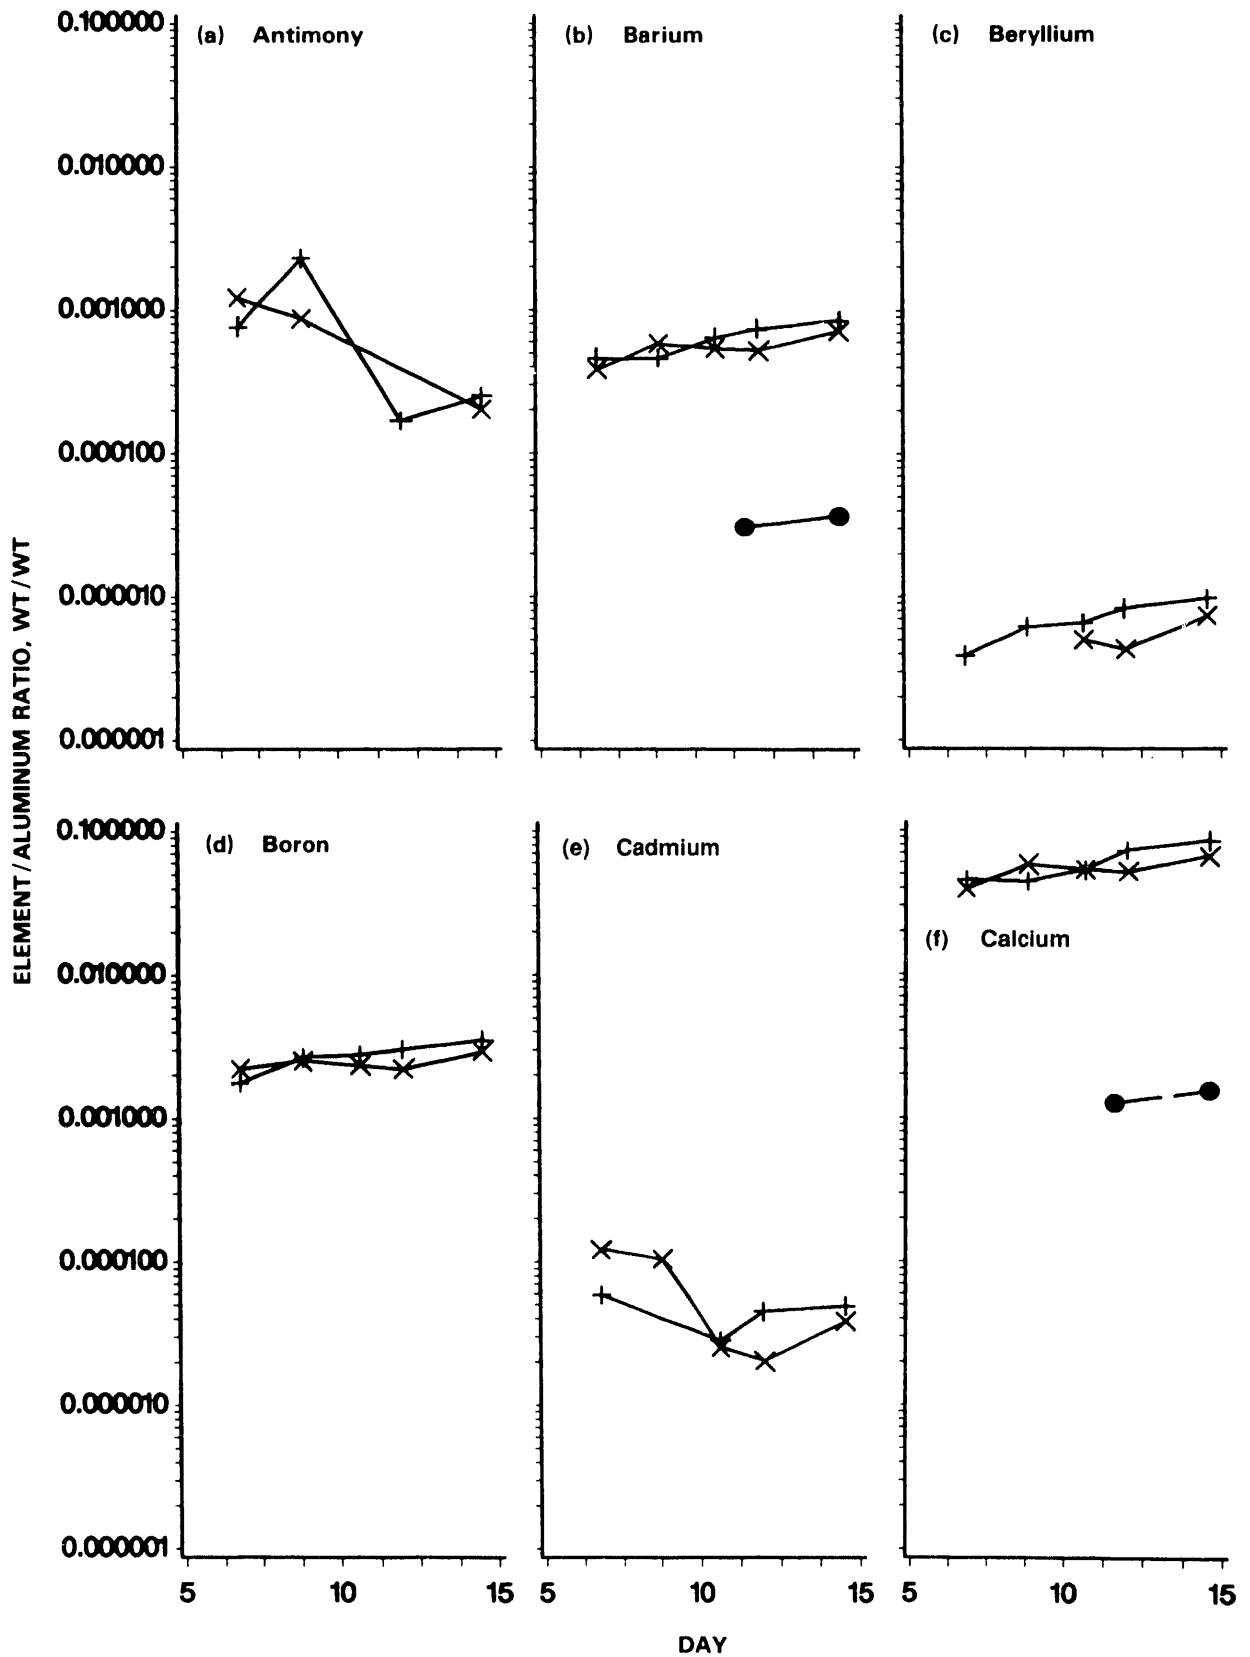 0.100000
(a) Antimony
(b) Barium
(c) Beryllium
0.010000
0.001000
0.000100
0.000010
0.000001
ELEMENT/ALUMINUM RATIO, WT/WT
0.100000
(d) Boron
(e) Cadmium
(f) Calcium
0.010000
0.001000
0.000100
0.000010
0.000001
5 10 15 5 10 15 5 10 15
DAY